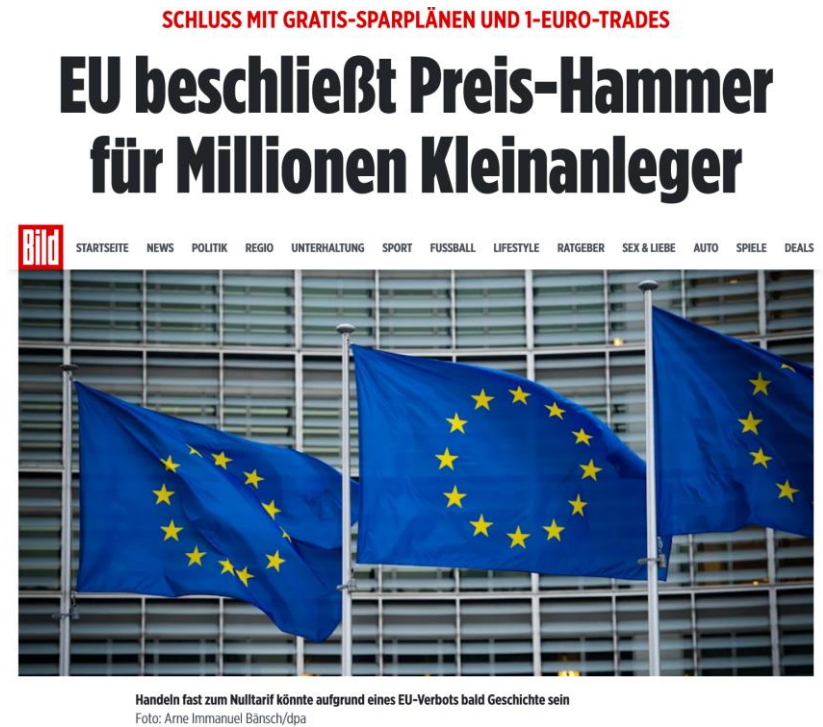 SCHLUSS MIT GRATIS-SPARPLÄNEN UND 1-EURO-TRADES
EU beschließt Preis-Hammer
für Millionen Kleinanleger
Bild STARTSEITE NEWS POLITIK REGIO UNTERHALTUNG SPORT FUSSBALL LIFESTYLE RATGEBER SEX & LIEBE AUTO SPIELE DEALS
Handeln fast zum Nulltarif könnte aufgrund eines EU-Verbots bald Geschichte sein
Foto: Arne Immanuel Bänsch/dpa